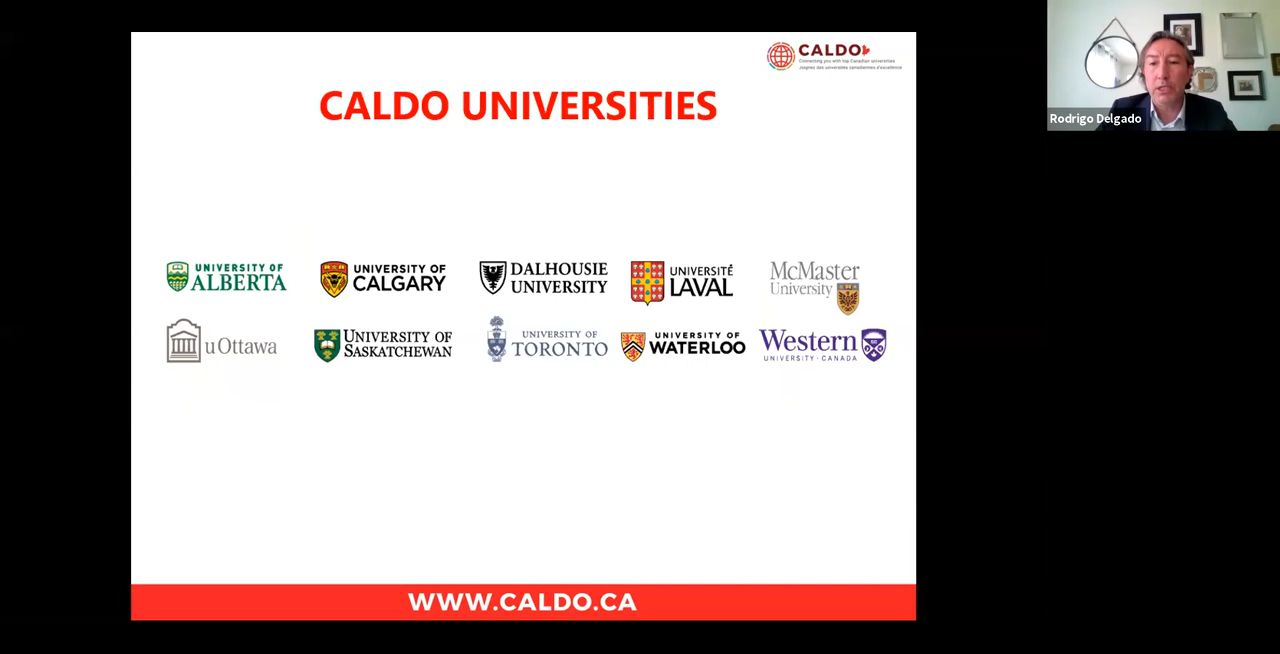 CALDO
Connecting you with top Canadian universities
Joignez des universités canadiennes d'excellence
CALDO UNIVERSITIES
UNIVERSITY OF
ALBERTA
UNIVERSITY OF
CALGARY
DALHOUSIE
UNIVERSITY
UNIVERSITÉ
LAVAL
McMaster
University
uOttawa
UNIVERSITY OF
SASKATCHEWAN
UNIVERSITY OF
TORONTO
UNIVERSITY OF
WATERLOO
Western
UNIVERSITY · CANADA
WWW.CALDO.CA
Rodrigo Delgado